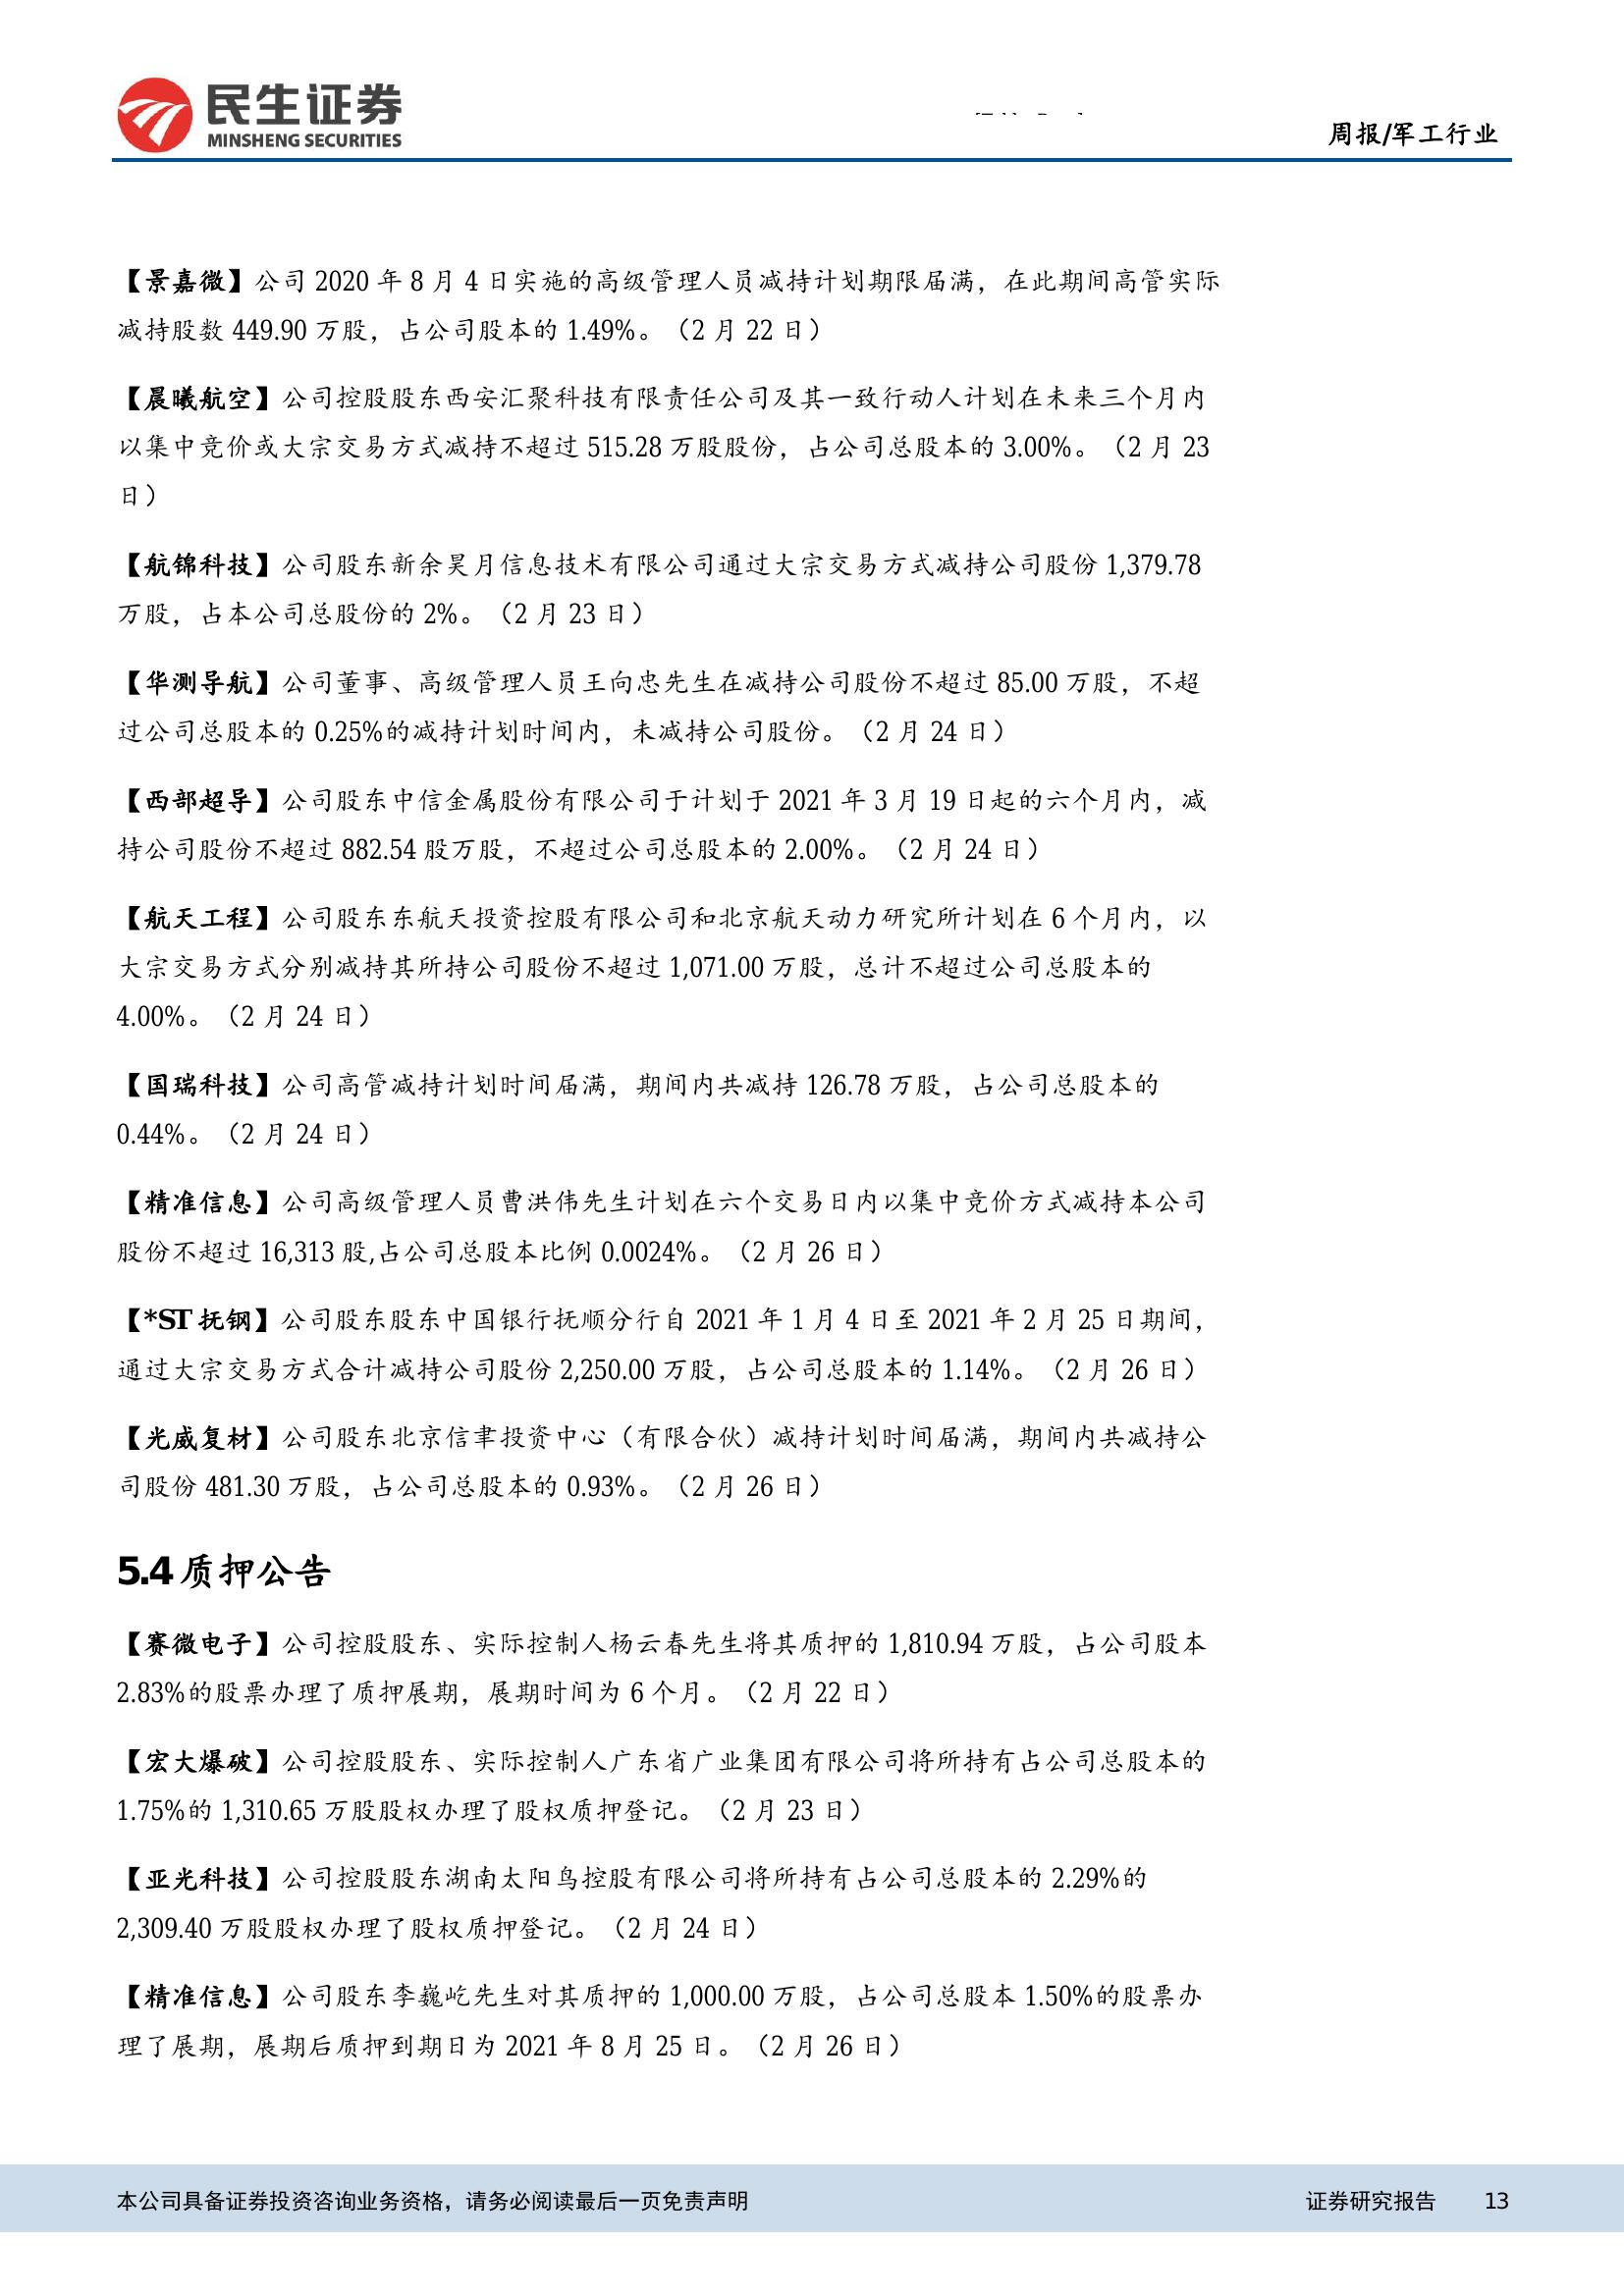 民生证券
MINSHENG SECURITIES
周报/军工行业
【景嘉微】公司 2020 年 8 月 4 日实施的高级管理人员减持计划期限届满，在此期间高管实际
减持股数 449.90 万股，占公司股本的 1.49%。（2 月 22 日）
【晨曦航空】公司控股股东西安汇聚科技有限责任公司及其一致行动人计划在未来三个月内
以集中竞价或大宗交易方式减持不超过 515.28 万股股份，占公司总股本的 3.00%。（2 月 23
日）
【航锦科技】公司股东新余昊月信息技术有限公司通过大宗交易方式减持公司股份 1,379.78
万股，占本公司总股份的 2%。（2 月 23 日）
【华测导航】公司董事、高级管理人员王向忠先生在减持公司股份不超过 85.00 万股，不超
过公司总股本的 0.25%的减持计划时间内，未减持公司股份。（2 月 24 日）
【西部超导】公司股东中信金属股份有限公司于计划于 2021 年 3 月 19 日起的六个月内，减
持公司股份不超过 882.54 股万股，不超过公司总股本的 2.00%。（2 月 24 日）
【航天工程】公司股东东航天投资控股有限公司和北京航天动力研究所计划在 6 个月内，以
大宗交易方式分别减持其所持公司股份不超过 1,071.00 万股，总计不超过公司总股本的
4.00%。（2 月 24 日）
【国瑞科技】公司高管减持计划时间届满，期间内共减持 126.78 万股，占公司总股本的
0.44%。（2 月 24 日）
【精准信息】公司高级管理人员曹洪伟先生计划在六个交易日内以集中竞价方式减持本公司
股份不超过 16,313 股,占公司总股本比例 0.0024%。（2 月 26 日）
【*ST 抚钢】公司股东股东中国银行抚顺分行自 2021 年 1 月 4 日至 2021 年 2 月 25 日期间，
通过大宗交易方式合计减持公司股份 2,250.00 万股，占公司总股本的 1.14%。（2 月 26 日）
【光威复材】公司股东北京信聿投资中心（有限合伙）减持计划时间届满，期间内共减持公
司股份 481.30 万股，占公司总股本的 0.93%。（2 月 26 日）
5.4 质押公告
【赛微电子】公司控股股东、实际控制人杨云春先生将其质押的 1,810.94 万股，占公司股本
2.83%的股票办理了质押展期，展期时间为 6 个月。（2 月 22 日）
【宏大爆破】公司控股股东、实际控制人广东省广业集团有限公司将所持有占公司总股本的
1.75%的 1,310.65 万股股权办理了股权质押登记。（2 月 23 日）
【亚光科技】公司控股股东湖南太阳鸟控股有限公司将所持有占公司总股本的 2.29%的
2,309.40 万股股权办理了股权质押登记。（2 月 24 日）
【精准信息】公司股东李巍屹先生对其质押的 1,000.00 万股，占公司总股本 1.50%的股票办
理了展期，展期后质押到期日为 2021 年 8 月 25 日。（2 月 26 日）
本公司具备证券投资咨询业务资格，请务必阅读最后一页免责声明
证券研究报告 13